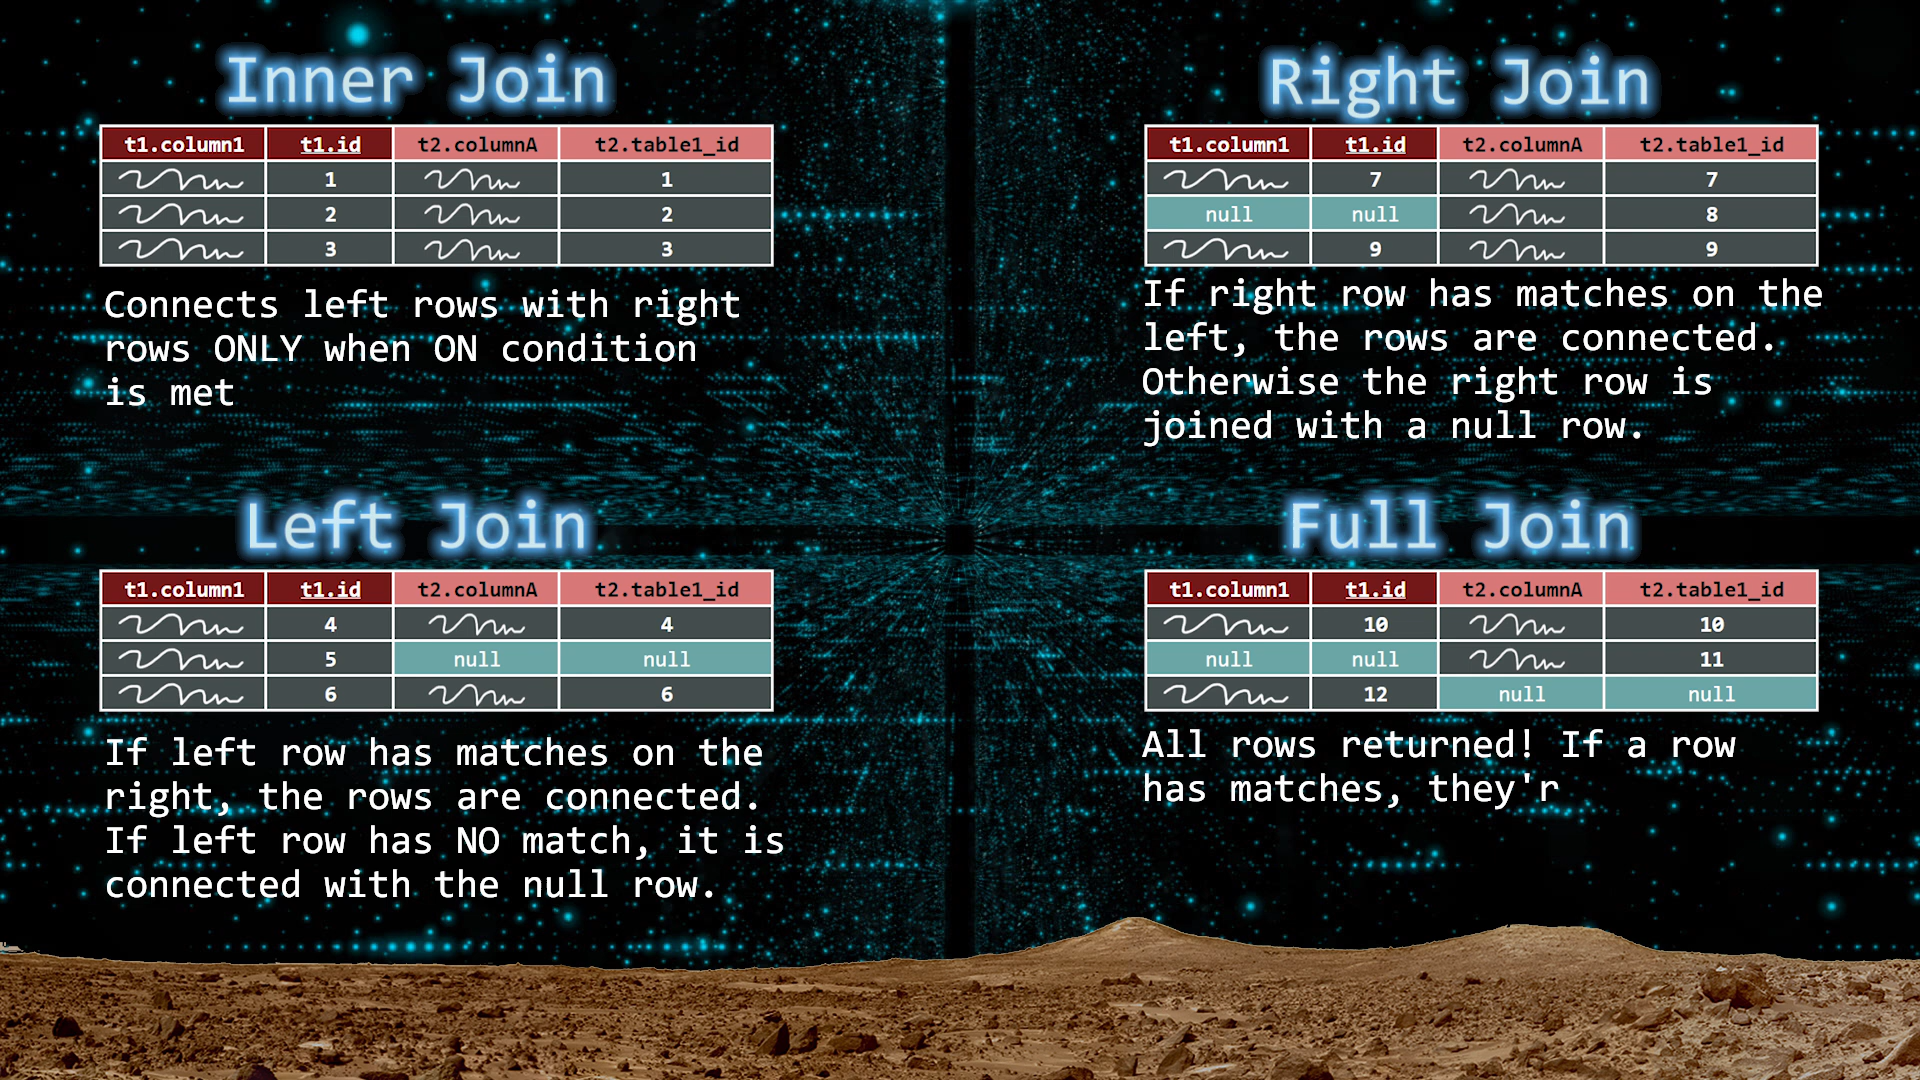 Inner Join
t1.column1 t1.id t2.columnA t2.table1_id
1 1
2 2
3 3
Connects left rows with right
rows ONLY when ON condition
is met
Right Join
t1.column1 t1.id t2.columnA t2.table1_id
7 7
null null 8
9 9
If right row has matches on the
left, the rows are connected.
Otherwise the right row is
joined with a null row.
Left Join
t1.column1 t1.id t2.columnA t2.table1_id
4 4
5 null null
6 6
If left row has matches on the
right, the rows are connected.
If left row has NO match, it is
connected with the null row.
Full Join
t1.column1 t1.id t2.columnA t2.table1_id
10 10
null null 11
12 null null
All rows returned! If a row
has matches, they'r